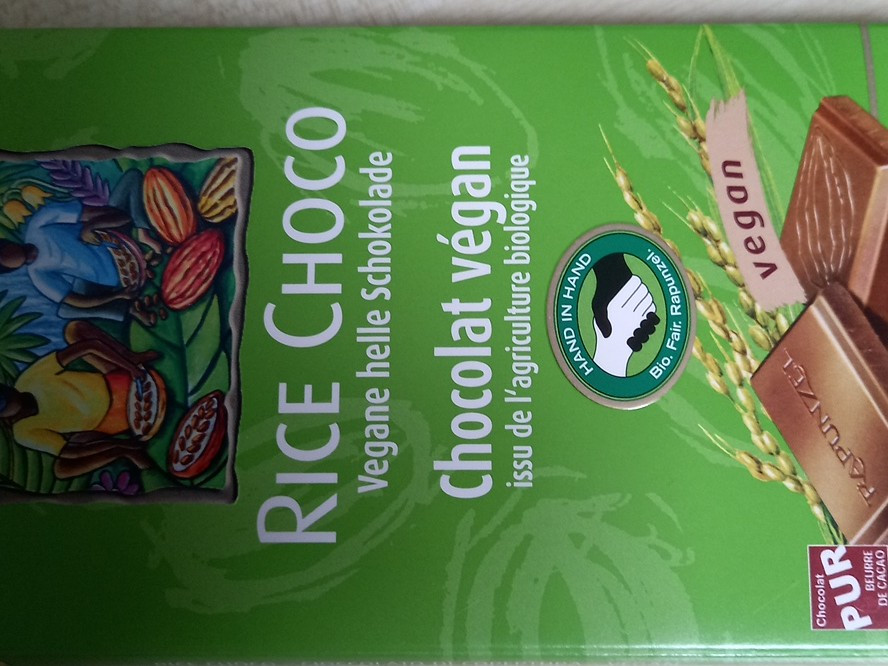 RICE CHOCO
Vegane helle Schokolade
Chocolat végan
issu de l'agriculture biologique
HAND IN HAND
Bio. Fair. Rapunzel.
vegan
RAPUNZEL
Chocolat
PUR
BEURRE
DE CACAO